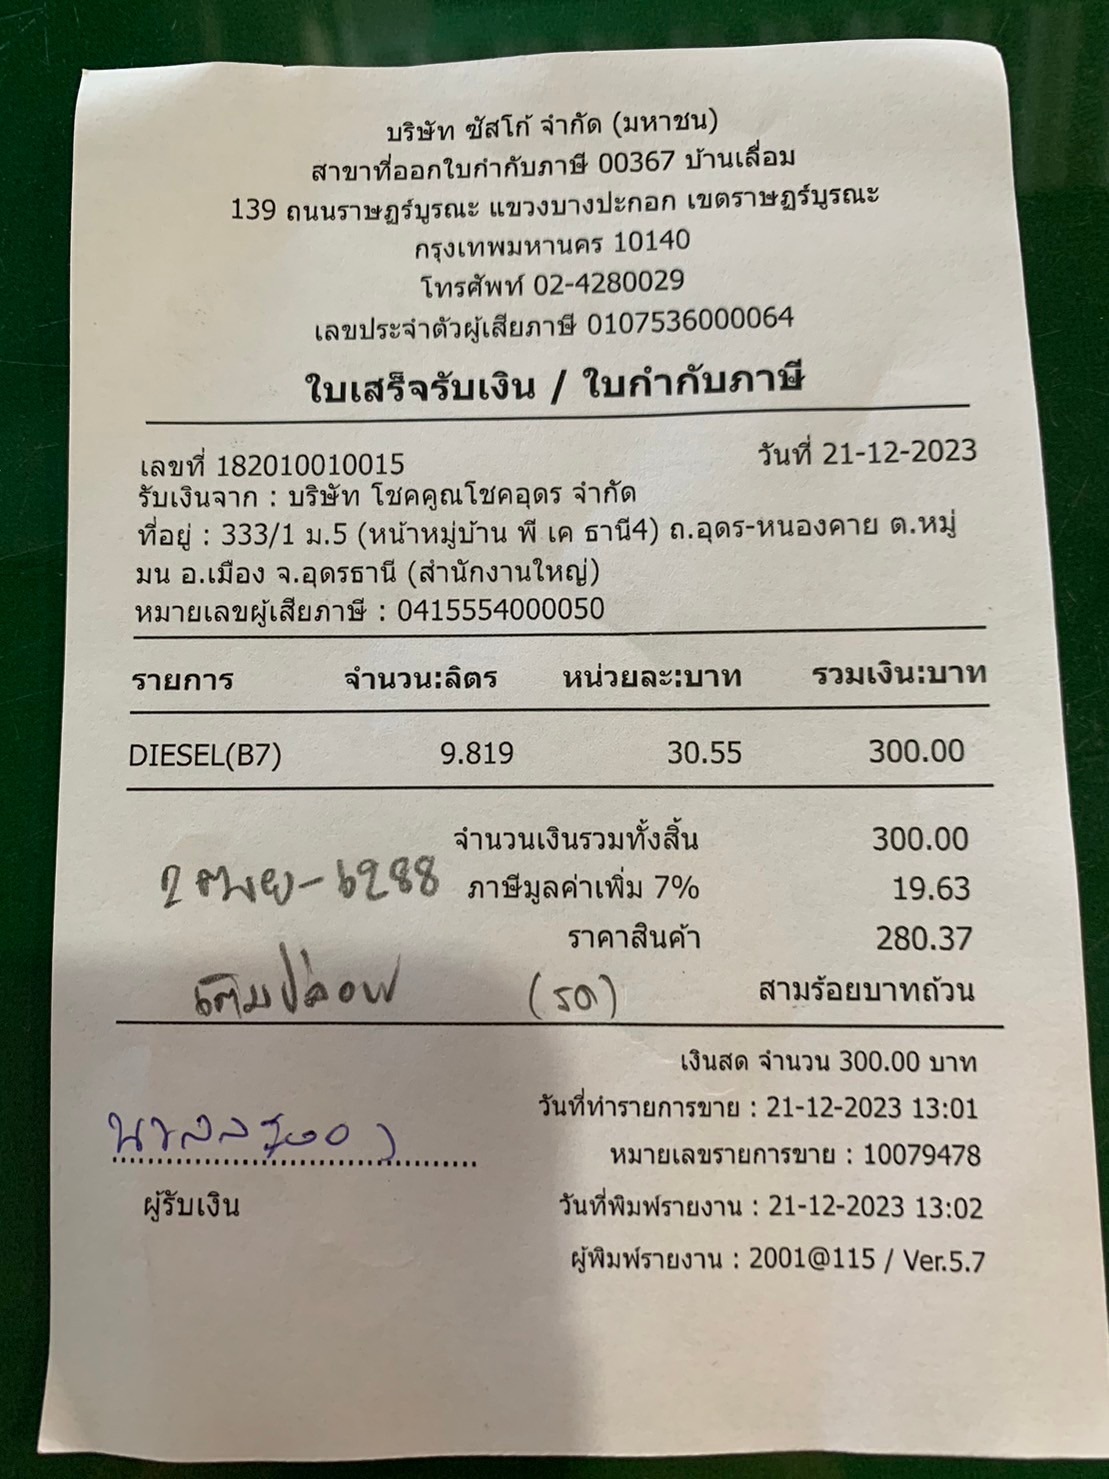 บริษัท ซัสโก้ จำกัด (มหาชน)
สาขาที่ออกใบกำกับภาษี 00367 บ้านเลื่อม
139 ถนนราษฎร์บูรณะ แขวงบางปะกอก เขตราษฎร์บูรณะ
กรุงเทพมหานคร 10140
โทรศัพท์ 02-4280029
เลขประจำตัวผู้เสียภาษี 0107536000064
ใบเสร็จรับเงิน / ใบกำกับภาษี
เลขที่ 182010010015 วันที่ 21-12-2023
รับเงินจาก : บริษัท โชคคูณโชคอุดร จำกัด
ที่อยู่ : 333/1 ม.5 (หน้าหมู่บ้าน พี เค ธานี4) ถ.อุดร-หนองคาย ต.หมู
มน อ.เมือง จ.อุดรธานี (สำนักงานใหญ่)
หมายเลขผู้เสียภาษี : 0415554000050
รายการ จำนวน:ลิตร หน่วยละ:บาท รวมเงิน:บาท
DIESEL(B7) 9.819 30.55 300.00
จำนวนเงินรวมทั้งสิ้น 300.00
6288 ภาษีมูลค่าเพิ่ม 7% 19.63
ราคาสินค้า 280.37
สามร้อยบาทถ้วน
เงินสด จำนวน 300.00 บาท
วันที่ทำรายการขาย : 21-12-2023 13:01
หมายเลขรายการขาย : 10079478
ผู้รับเงิน วันที่พิมพ์รายงาน : 21-12-2023 13:02
ผู้พิมพ์รายงาน : 2001@115 / Ver.5.7